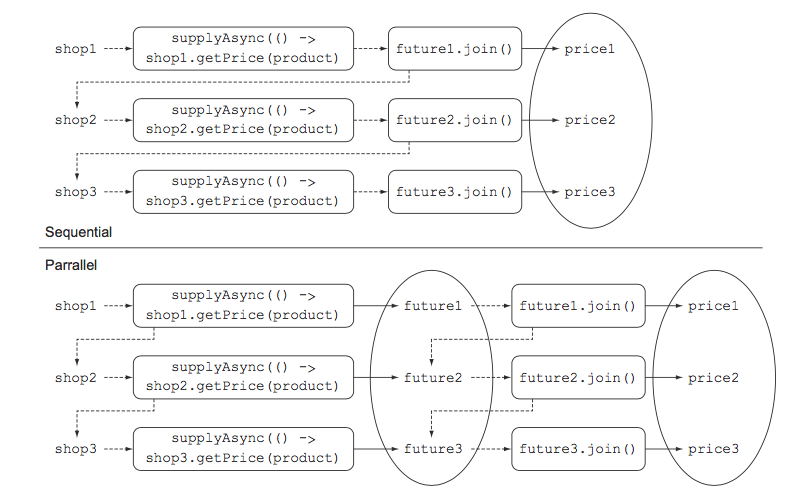 shop1
supplyAsync(() ->
shop1.getPrice(product)
future1.join()
price1
shop2
supplyAsync(() ->
shop2.getPrice(product)
future2.join()
price2
shop3
supplyAsync(() ->
shop3.getPrice(product)
future3.join()
price3
Sequential
Parrallel
shop1
supplyAsync(() ->
shop1.getPrice(product)
future1
future1.join()
price1
shop2
supplyAsync(() ->
shop2.getPrice(product)
future2
future2.join()
price2
shop3
supplyAsync(() ->
shop3.getPrice(product)
future3
future3.join()
price3